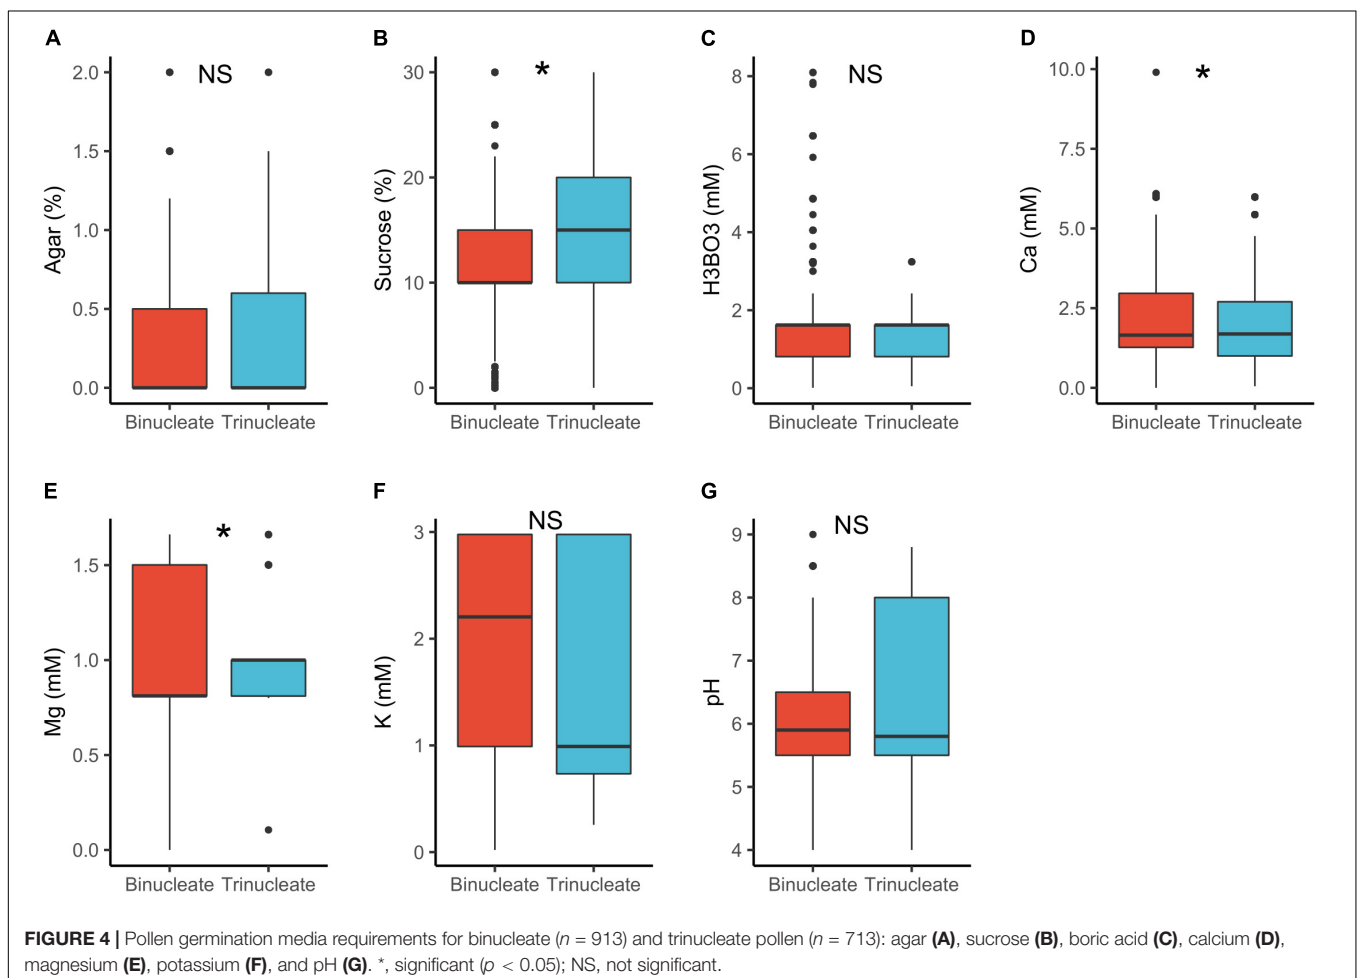 A
B
C
D
2.0
1.5
1.0
0.5
0.0
Agar (%)
NS
Binucleate Trinucleate
30
20
10
0
Sucrose (%)
*
Binucleate Trinucleate
8
6
4
2
0
H3BO3 (mM)
NS
Binucleate Trinucleate
10.0
7.5
5.0
2.5
0.0
Ca (mM)
*
Binucleate Trinucleate
E
F
G
1.5
1.0
0.5
0.0
Mg (mM)
*
Binucleate Trinucleate
3
2
1
0
K (mM)
NS
Binucleate Trinucleate
9
8
7
6
5
4
pH
NS
Binucleate Trinucleate
FIGURE 4 | Pollen germination media requirements for binucleate (n = 913) and trinucleate pollen (n = 713): agar (A), sucrose (B), boric acid (C), calcium (D),
magnesium (E), potassium (F), and pH (G). *, significant (p < 0.05); NS, not significant.